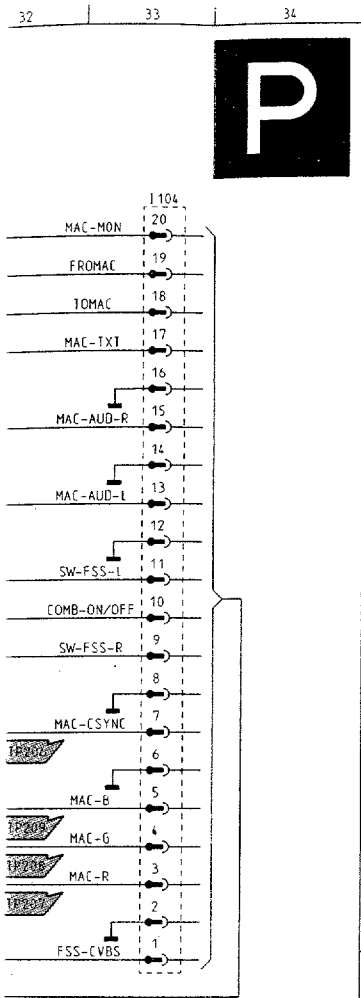 32 33 34
P
I104
20
MAC-MON
19
FROMAC
18
TOMAC
17
MAC-TXT
16
15
MAC-AUD-R
14
13
MAC-AUD-L
12
11
SW-FSS-L
10
COMB-ON/OFF
9
SW-FSS-R
8
7
MAC-CSYNC
6
5
MAC-B
4
MAC-G
3
MAC-R
2
1
FSS-CVBS